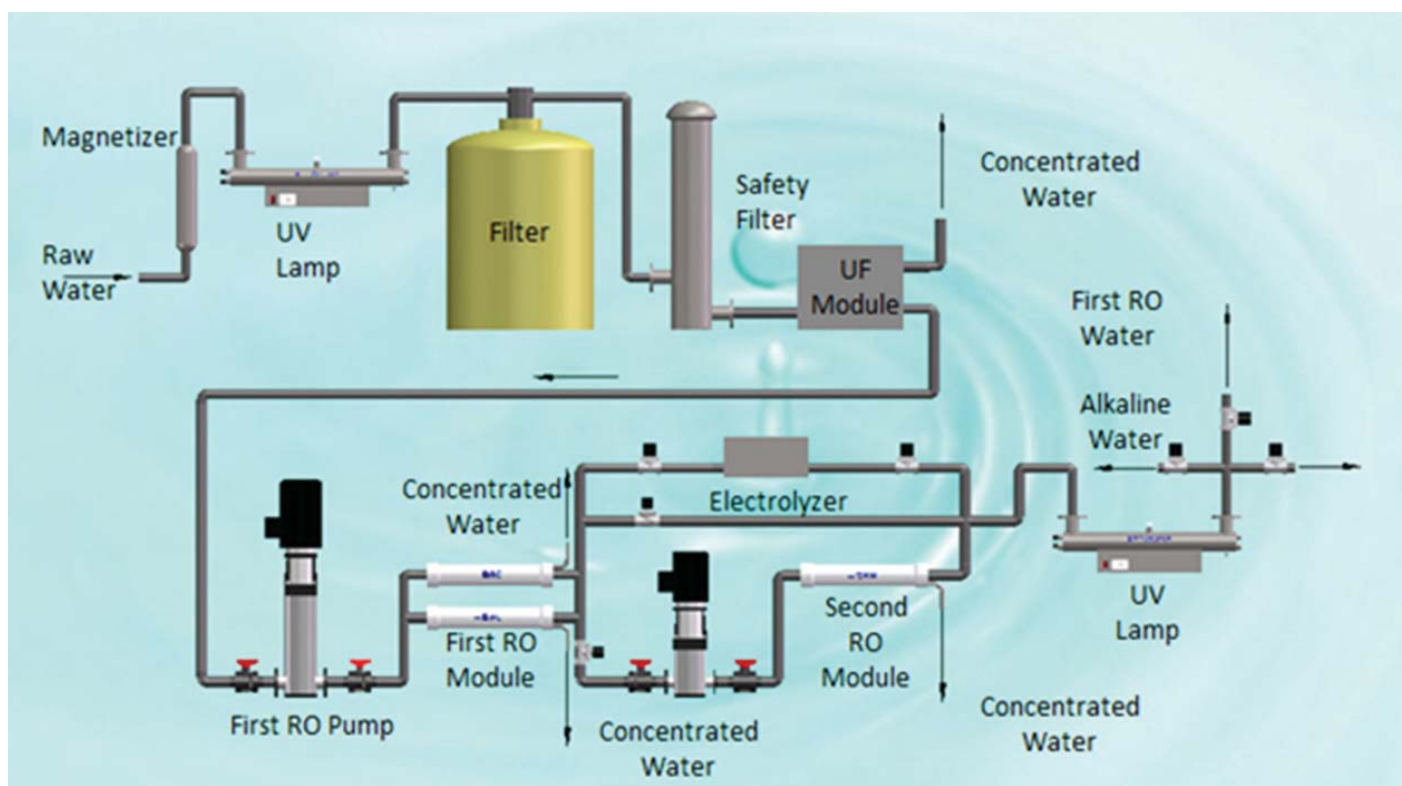 Magnetizer
Raw
Water
UV
Lamp
Filter
Safety
Filter
UF
Module
Concentrated
Water
First RO
Water
Alkaline
Water
Electrolyzer
Concentrated
Water
First RO
Module
First RO Pump
Second
RO
Module
UV
Lamp
Concentrated
Water
Concentrated
Water